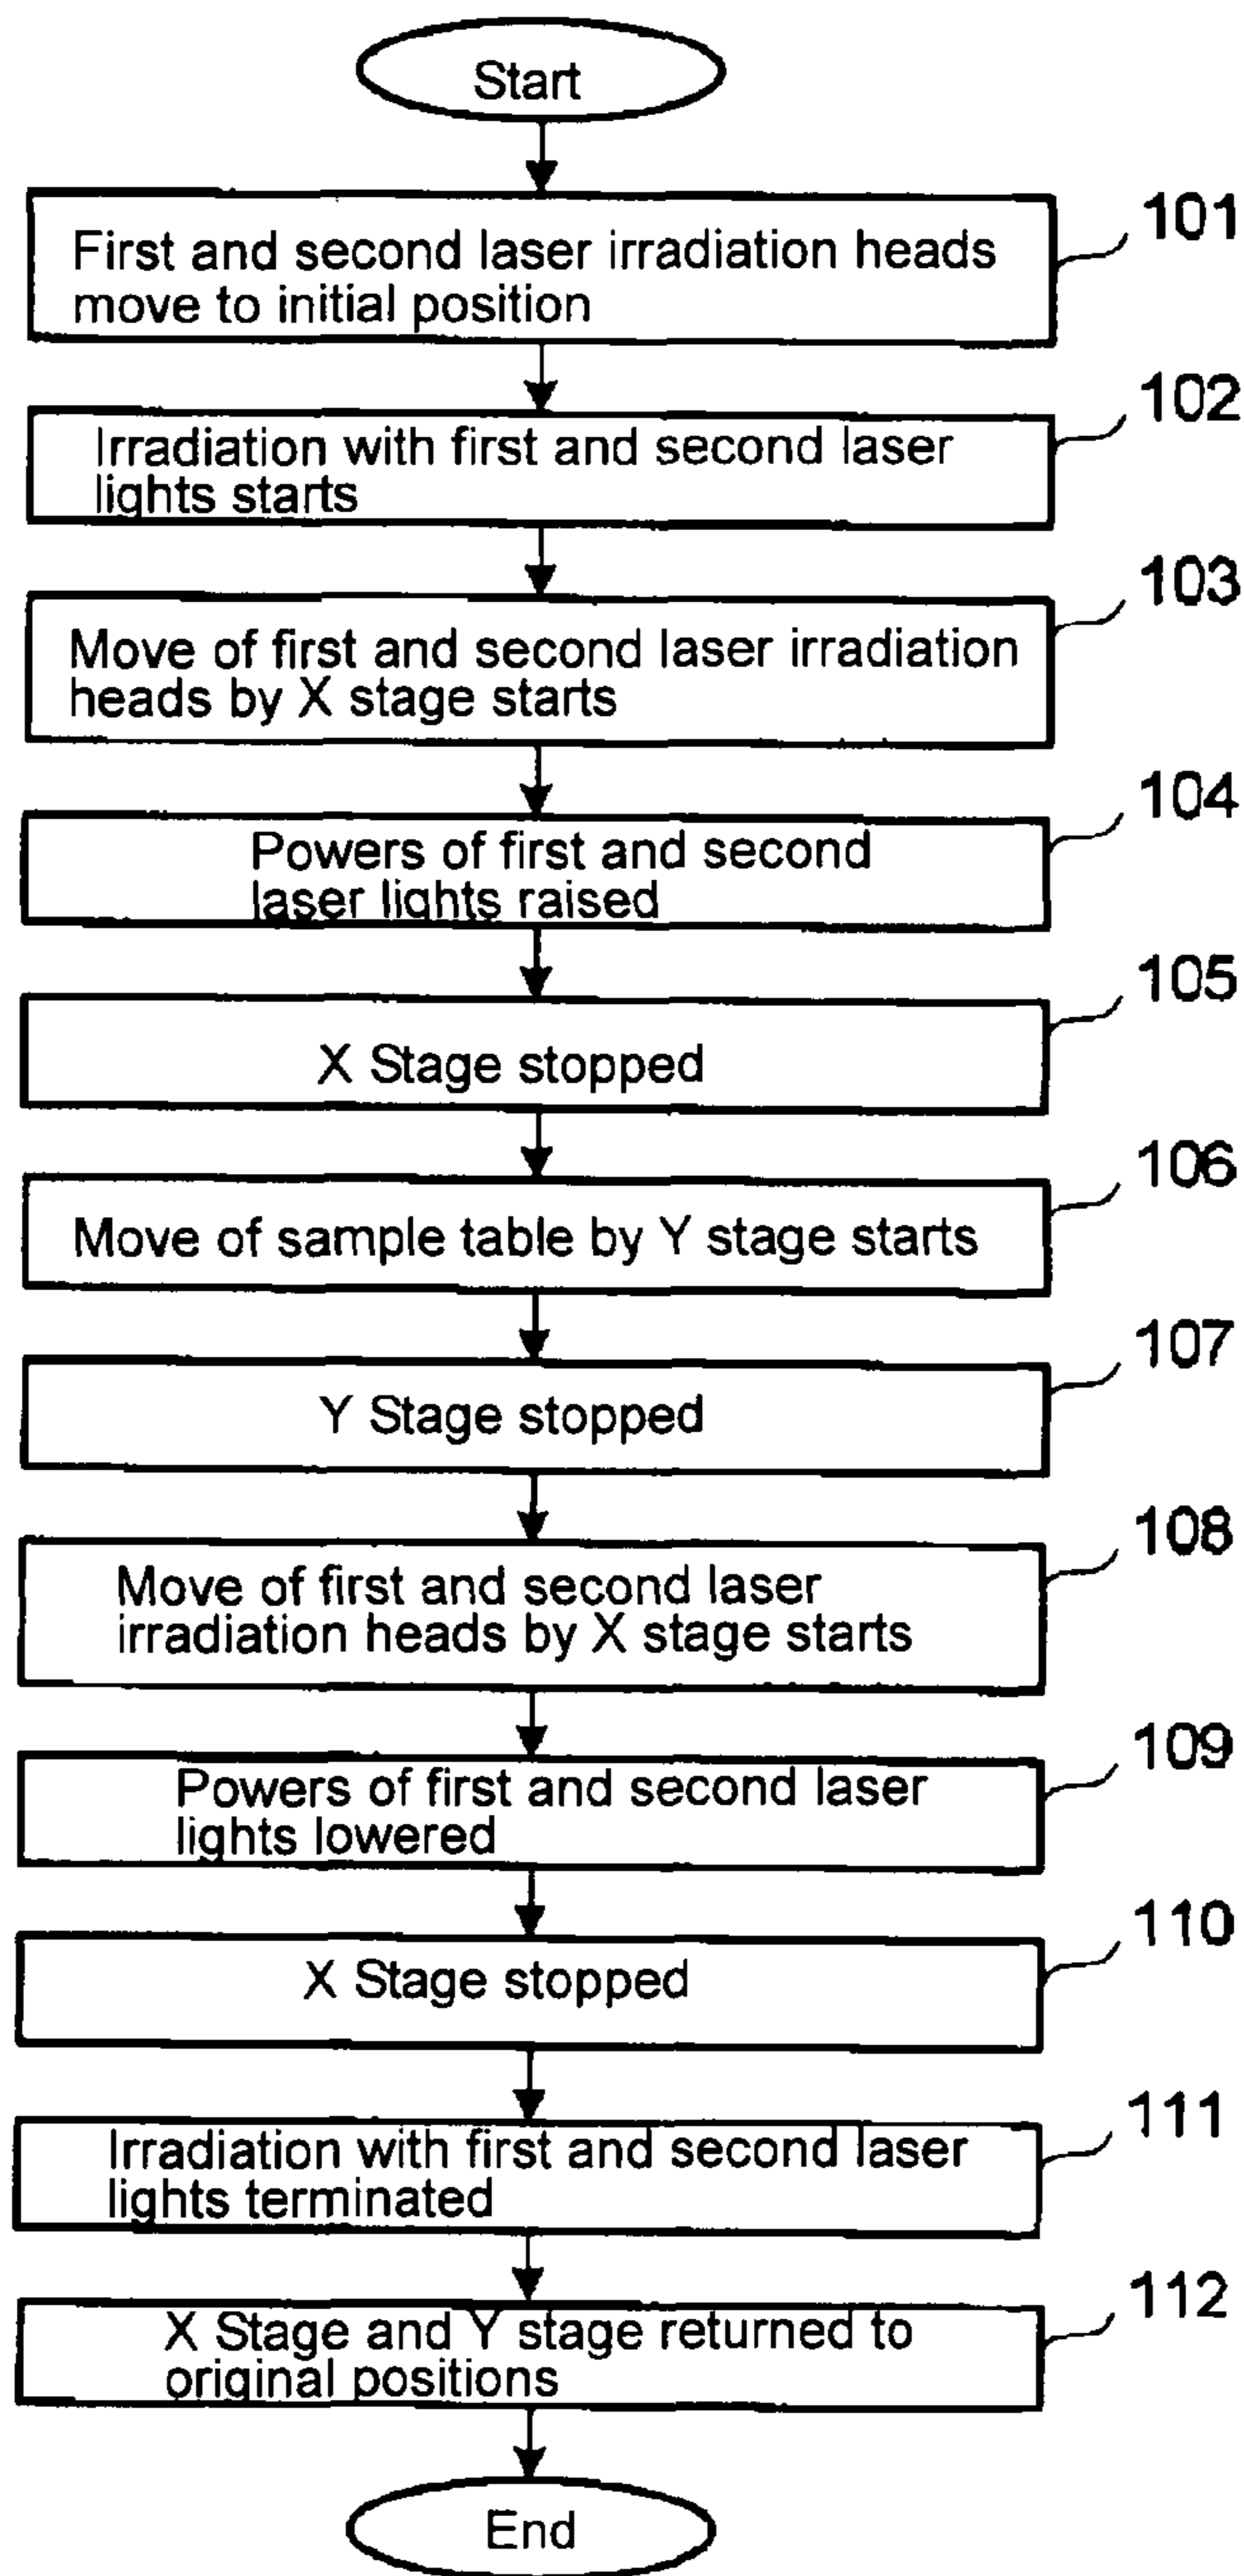 Start
First and second laser irradiation heads
move to initial position
101
Irradiation with first and second laser
lights starts
102
Move of first and second laser irradiation
heads by X stage starts
103
Powers of first and second
laser lights raised
104
X Stage stopped
105
Move of sample table by Y stage starts
106
Y Stage stopped
107
Move of first and second laser
irradiation heads by X stage starts
108
Powers of first and second laser
lights lowered
109
X Stage stopped
110
Irradiation with first and second laser
lights terminated
111
X Stage and Y stage returned to
original positions
112
End